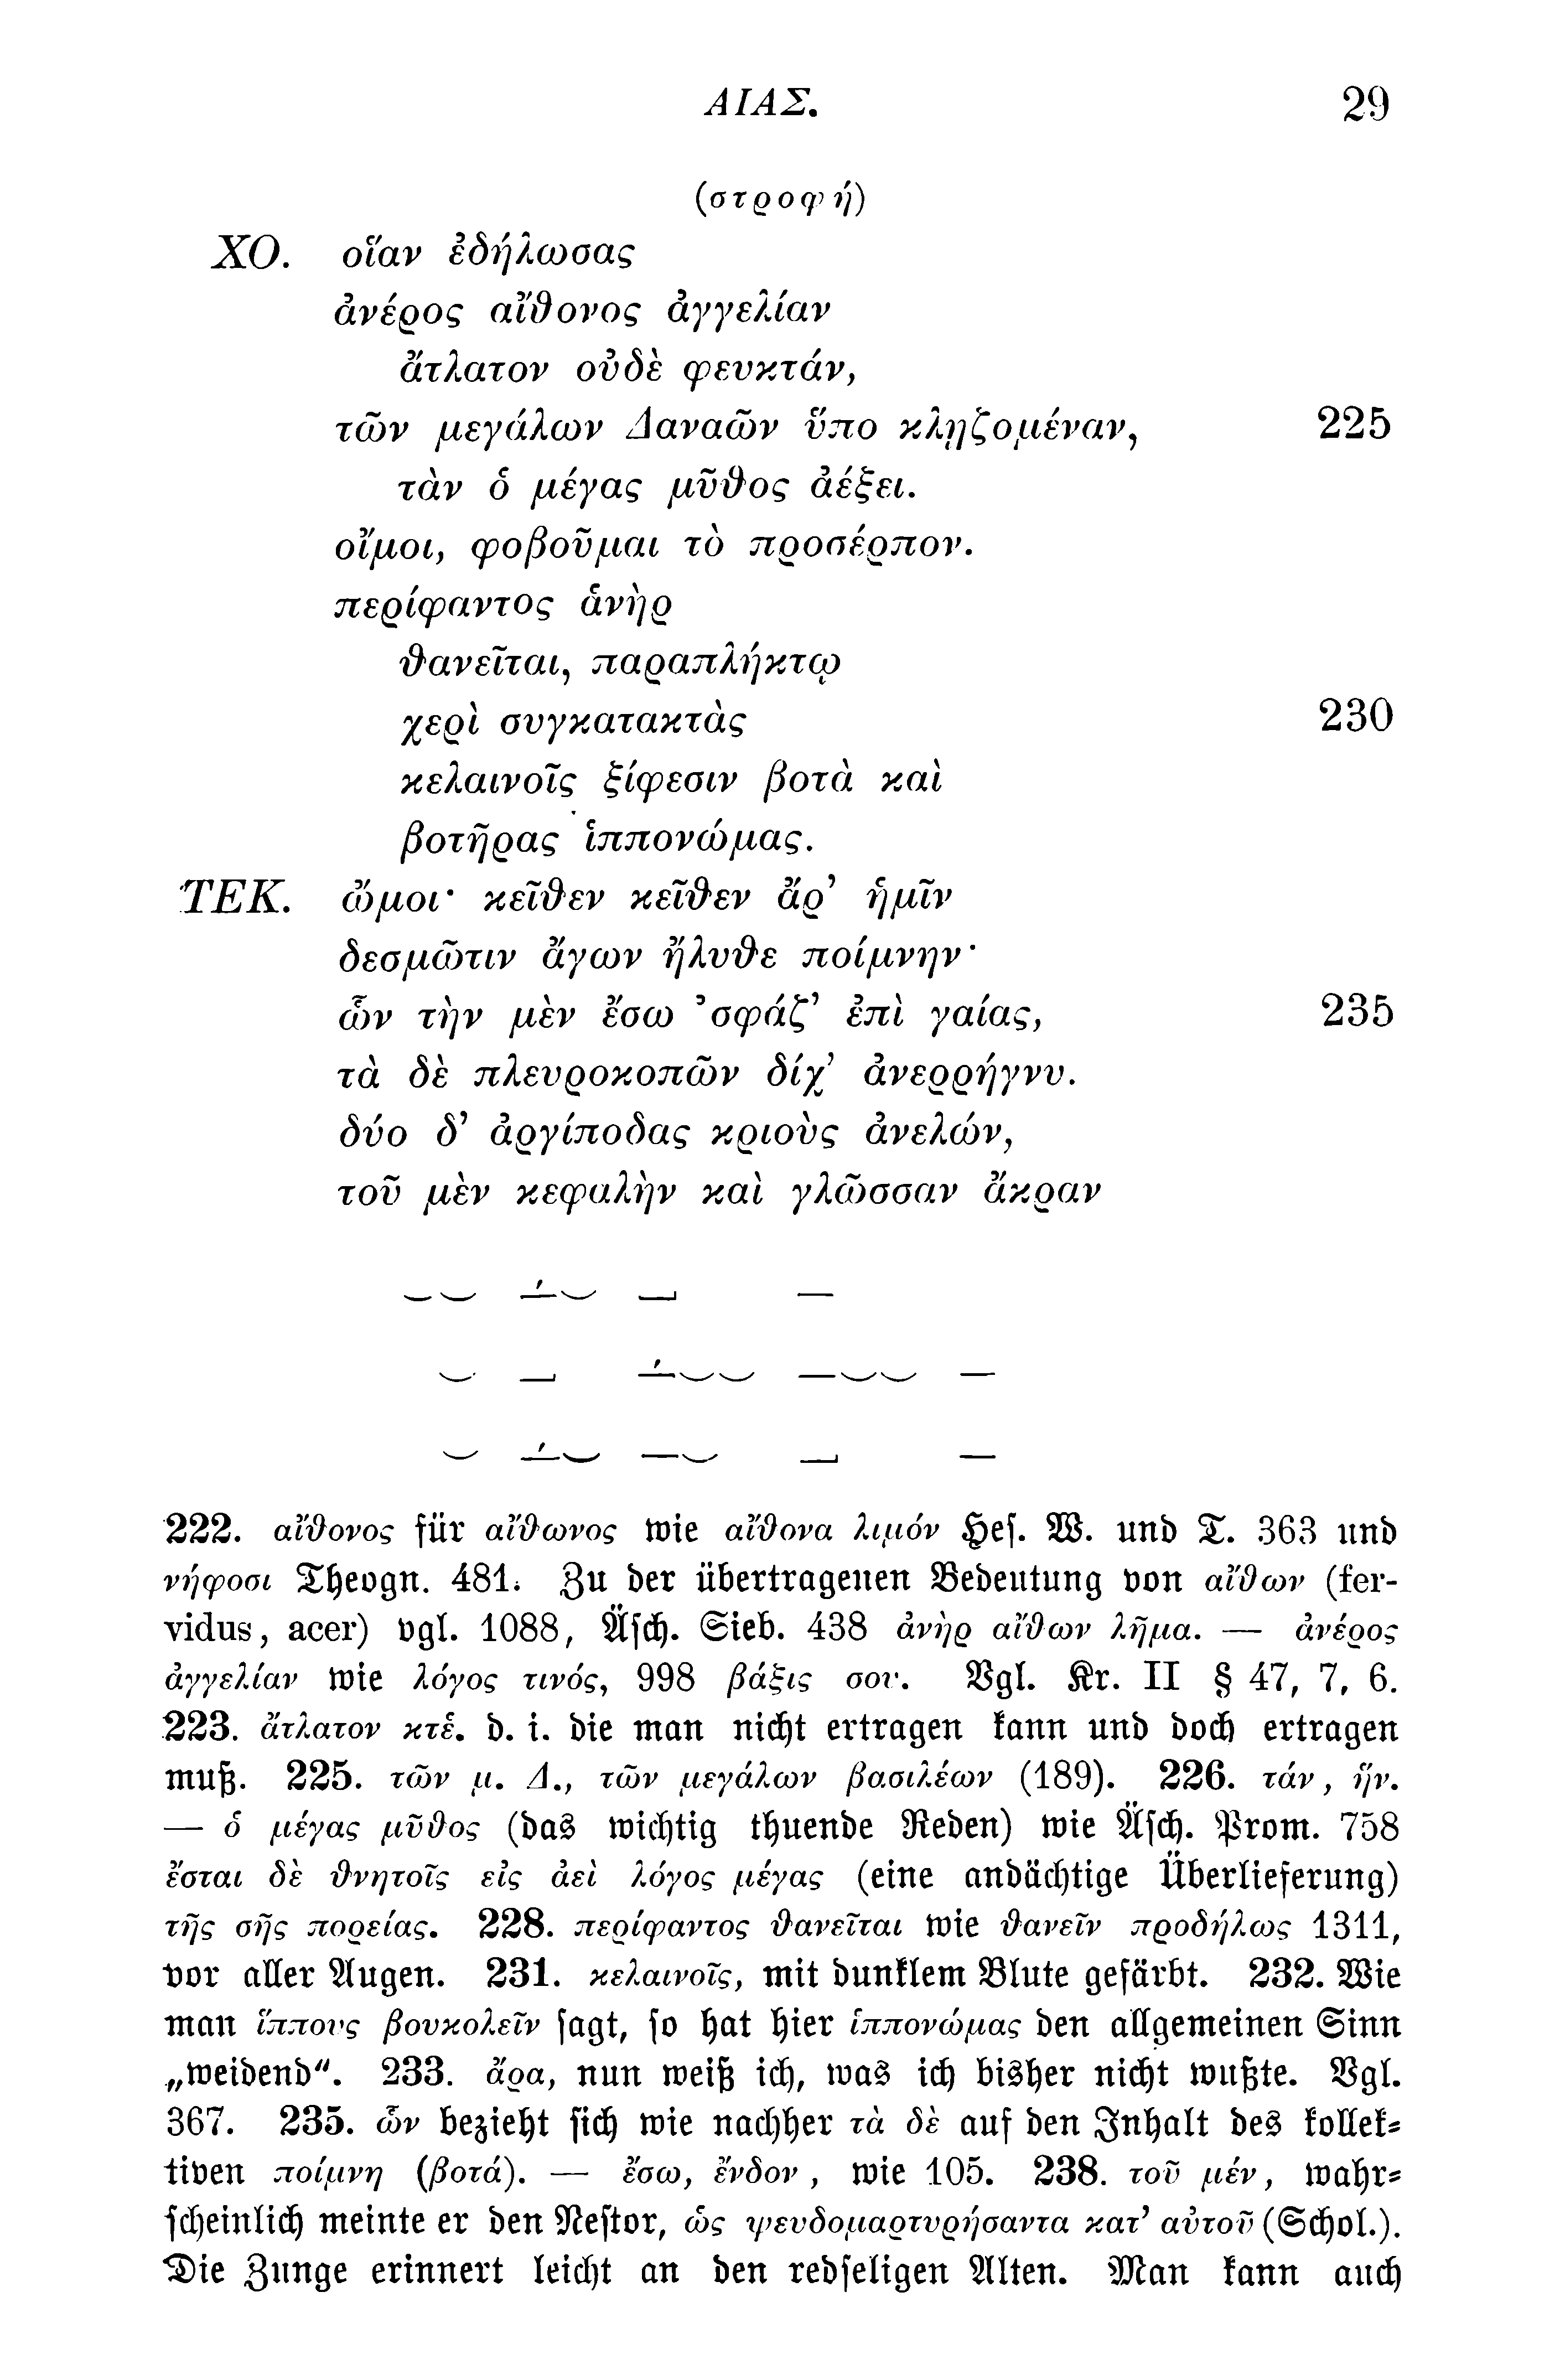 ΑΙΑΣ. 29
(στροφή)
ΧΟ. οἵαν ἐδήλωσας
ἀνέρος αἴθονος ἀγγελίαν
ἄτλατον οὐδὲ φευκτάν,
τῶν μεγάλων Δαναῶν ὕπο κλῃζομέναν, 225
τὰν ὁ μέγας μῦθος ἀέξει.
οἴμοι, φοβοῦμαι τὸ προσέρπον.
περίφαντος ἁνὴρ
θανεῖται, παραπλήκτῳ
χερὶ συγκατακτὰς 230
κελαινοῖς ξίφεσιν βοτὰ καὶ
βοτῆρας ἱππονώμας.
ΤΕΚ. ὤμοι· κεῖθεν κεῖθεν ἄρ’ ἡμῖν
δεσμῶτιν ἄγων ἤλυθε ποίμνην·
ὧν τὴν μὲν ἔσω ’σφάζ’ ἐπὶ γαίας, 235
τὰ δὲ πλευροκοπῶν δίχ’ ἀνερρήγνυ.
δύο δ’ ἀργίποδας κριοὺς ἀνελών,
τοῦ μὲν κεφαλὴν καὶ γλῶσσαν ἄκραν
222. αἴθονος für αἴθωνος wie αἴθονα λιμόν Hes. W. und T. 363 und
νήφοσι Theogn. 481. Zu der übertragenen Bedeutung von αἴθων (fer-
vidus, acer) vgl. 1088, Äsch. Sieb. 438 ἀνὴρ αἴθων λῆμα. — ἀνέρος
ἀγγελίαν wie λόγος τινός, 998 βάξις σου. Vgl. Kr. II § 47, 7, 6.
223. ἄτλατον κτἑ. d. i. die man nicht ertragen kann und doch ertragen
muß. 225. τῶν μ. Δ., τῶν μεγάλων βασιλέων (189). 226. τάν, ἥν.
— ὁ μέγας μῦθος (das wichtig thuende Reden) wie Äsch. Prom. 758
ἔσται δὲ θνητοῖς εἰς ἀεὶ λόγος μέγας (eine andächtige Überlieferung)
τῆς σῆς πορείας. 228. περίφαντος θανεῖται wie θανεῖν προδήλως 1311,
vor aller Augen. 231. κελαινοῖς, mit dunklem Blute gefärbt. 232. Wie
man ἵππους βουκολεῖν sagt, so hat hier ἱππονώμας den allgemeinen Sinn
„weidend“. 233. ἄρα, nun weiß ich, was ich bisher nicht wußte. Vgl.
367. 235. ὧν bezieht sich wie nachher τὰ δὲ auf den Inhalt des kollek-
tiven ποίμνη (βοτά). — ἔσω, ἔνδον, wie 105. 238. τοῦ μέν, wahr-
scheinlich meinte er den Nestor, ὡς ψευδομαρτυρήσαντα κατ’ αὐτοῦ (Schol.).
Die Zunge erinnert leicht an den redseligen Alten. Man kann auch